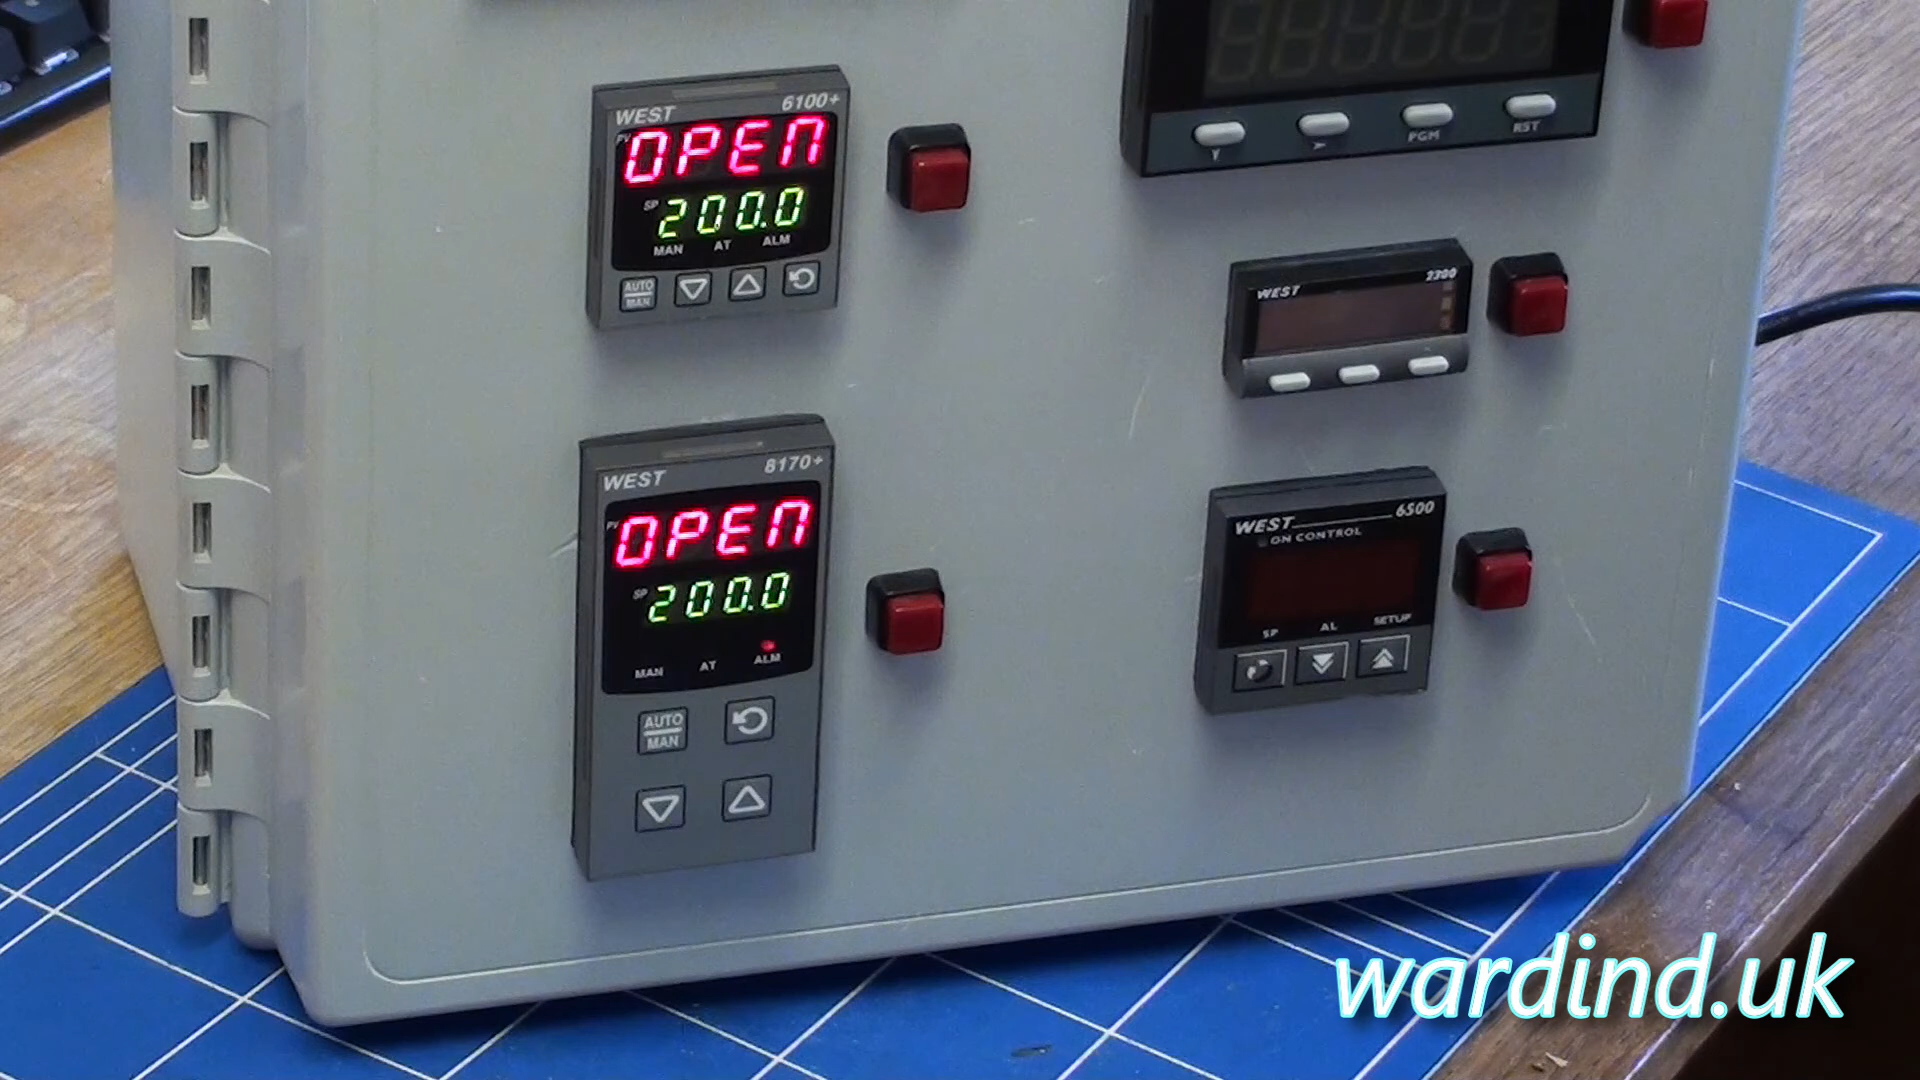 WEST 6100+
PV OPEN
SP 200.0
MAN AT ALM
AUTO
MAN
WEST 8170+
PV OPEN
SP 200.0
MAN AT ALM
AUTO
MAN
PGM RST
WEST 2300
WEST 6500
ON CONTROL
SP AL SETUP
wardind.uk